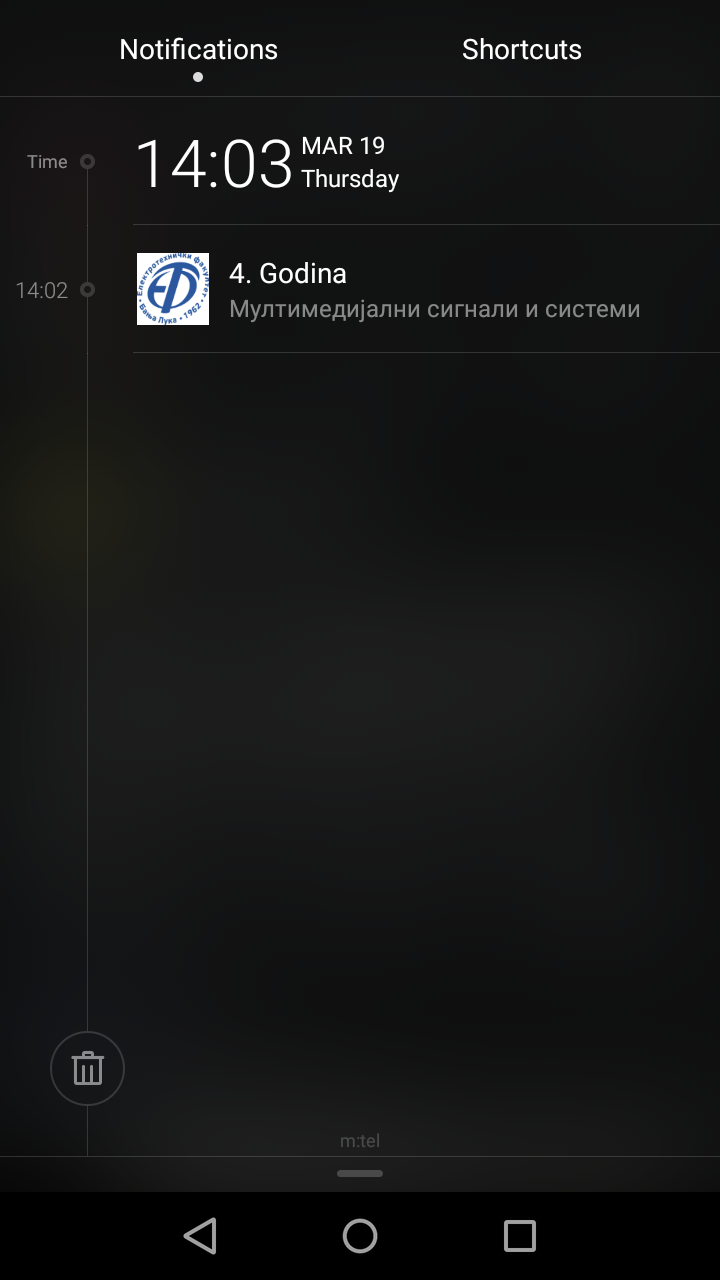 Notifications
Shortcuts
Time
14:03
MAR 19
Thursday
14:02
Електротехнички факултет
Бања Лука • 1962 •
4. Godina
Мултимедијални сигнали и системи
m:tel